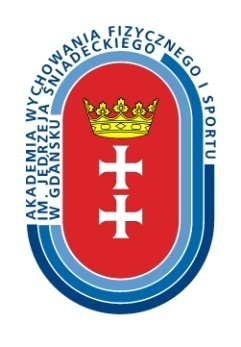 AKADEMIA WYCHOWANIA FIZYCZNEGO I SPORTU
IM. JĘDRZEJA ŚNIADECKIEGO
W GDAŃSKU